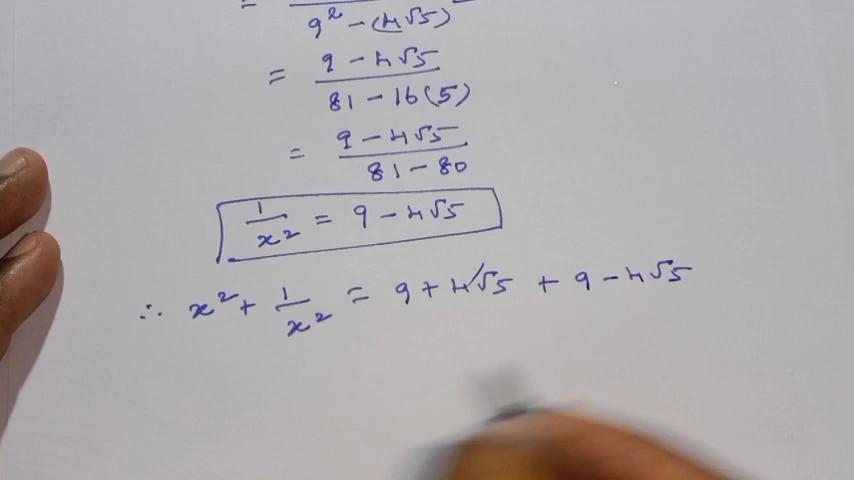 = 9² - (4√5)
= 9 - 4√5 / 81 - 16(5)
= 9 - 4√5 / 81 - 80
1/x² = 9 - 4√5
∴ x² + 1/x² = 9 + 4√5 + 9 - 4√5